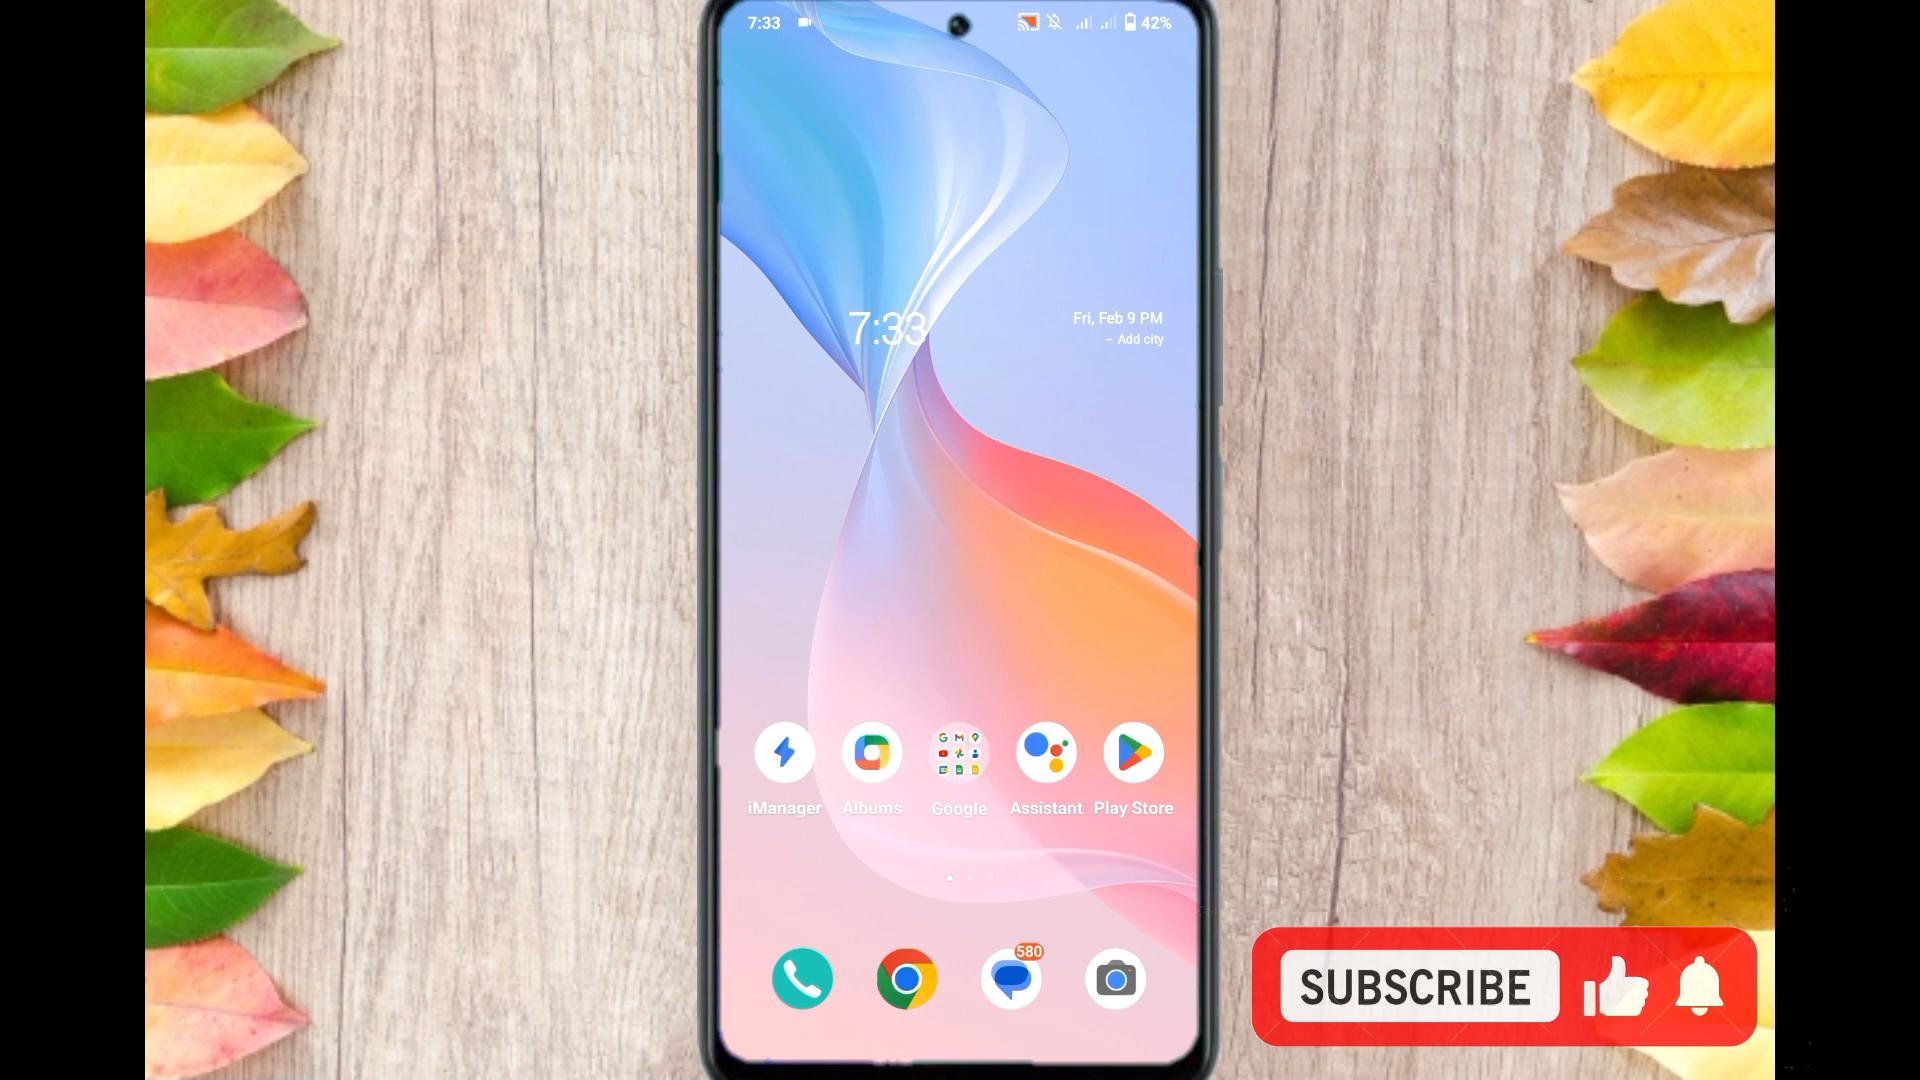 7:33
42%
7:33
Fri, Feb 9 PM
– Add city
iManager
Albums
Google
Assistant
Play Store
580
SUBSCRIBE